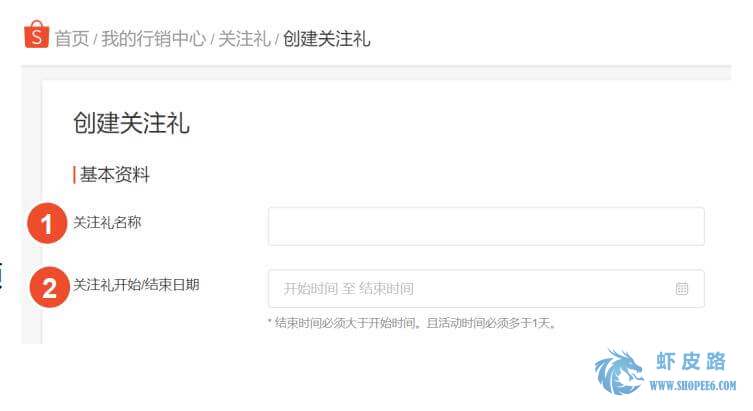 首页 / 我的行销中心 / 关注礼 / 创建关注礼
创建关注礼
基本资料
1 关注礼名称
2 关注礼开始/结束日期
开始时间 至 结束时间
* 结束时间必须大于开始时间。且活动时间必须多于1天。
虾皮路
WWW.SHOPEE6.COM